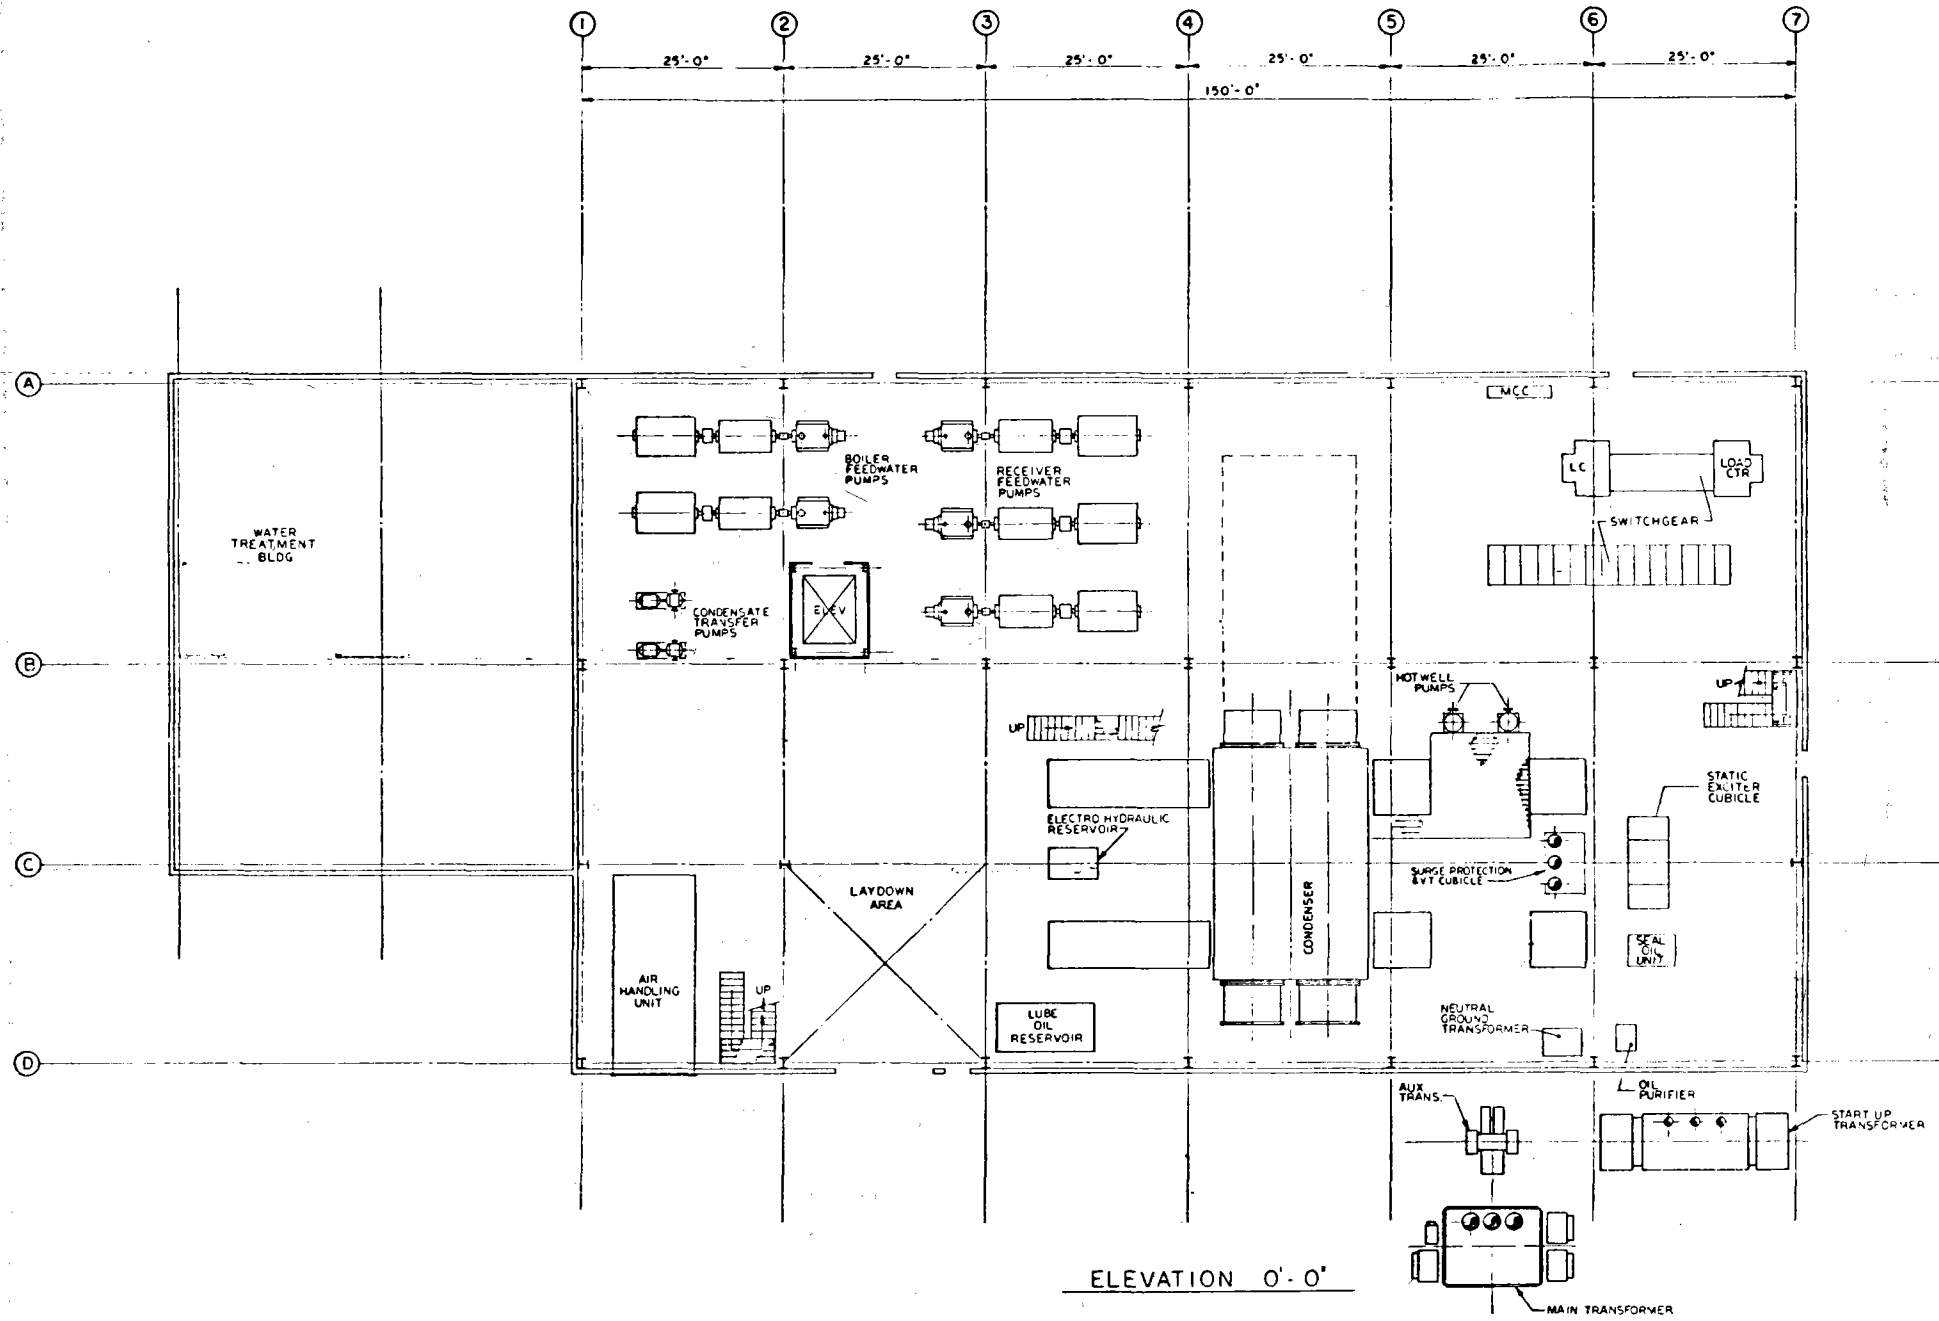 1 2 3 4 5 6 7
25'-0" 25'-0" 25'-0" 25'-0" 25'-0" 25'-0"
150'-0"
A
MCC
BOILER
FEEDWATER
PUMPS
RECEIVER
FEEDWATER
PUMPS
LC
LOAD
CTR
SWITCHGEAR
WATER
TREATMENT
BLDG
CONDENSATE
TRANSFER
PUMPS
ELEV
B
HOTWELL
PUMPS
UP
UP
STATIC
EXCITER
CUBICLE
ELECTRO HYDRAULIC
RESERVOIR
C
SURGE PROTECTION
& VT CUBICLE
LAYDOWN
AREA
CONDENSER
SEAL
OIL
UNIT
AIR
HANDLING
UNIT
UP
LUBE
OIL
RESERVOIR
NEUTRAL
GROUND
TRANSFORMER
D
AUX
TRANS.
OIL
PURIFIER
START UP
TRANSFORMER
ELEVATION 0'-0"
MAIN TRANSFORMER